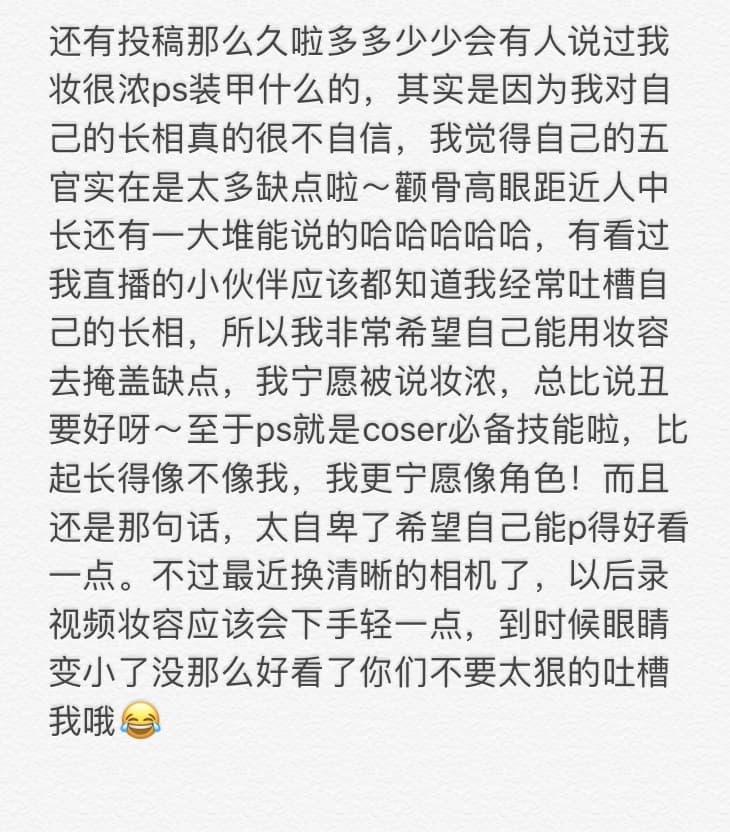 还有投稿那么久啦多多少少会有人说过我
妆很浓ps装甲什么的，其实是因为我对自
己的长相真的很不自信，我觉得自己的五
官实在是太多缺点啦～颧骨高眼距近人中
长还有一大堆能说的哈哈哈哈哈，有看过
我直播的小伙伴应该都知道我经常吐槽自
己的长相，所以我非常希望自己能用妆容
去掩盖缺点，我宁愿被说妆浓，总比说丑
要好呀～至于ps就是coser必备技能啦，比
起长得像不像我，我更宁愿像角色！而且
还是那句话，太自卑了希望自己能p得好看
一点。不过最近换清晰的相机了，以后录
视频妆容应该会下手轻一点，到时候眼睛
变小了没那么好看了你们不要太狠的吐槽
我哦😂